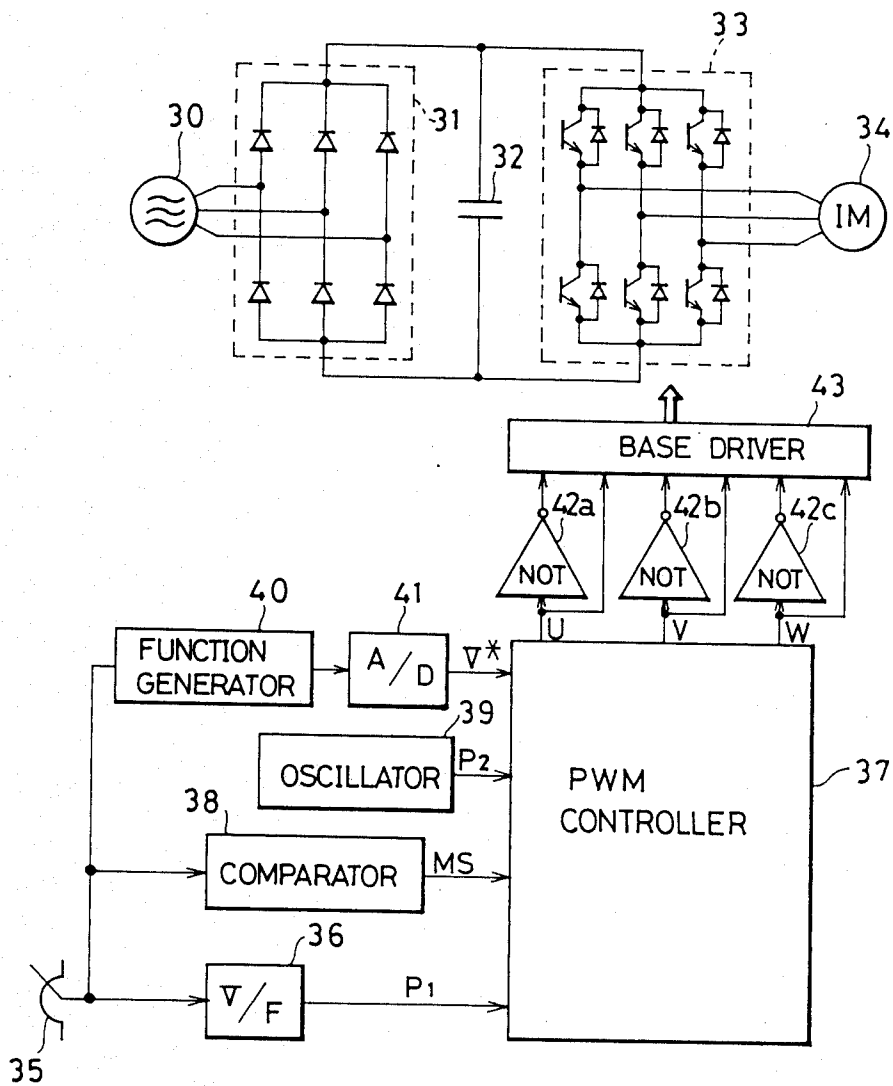 33
30
31
32
34
IM
43
BASE DRIVER
42a
42b
42c
NOT
NOT
NOT
U
V
W
40
41
FUNCTION
GENERATOR
A/D
V*
39
OSCILLATOR
P2
PWM
CONTROLLER
37
38
COMPARATOR
MS
36
V/F
P1
35